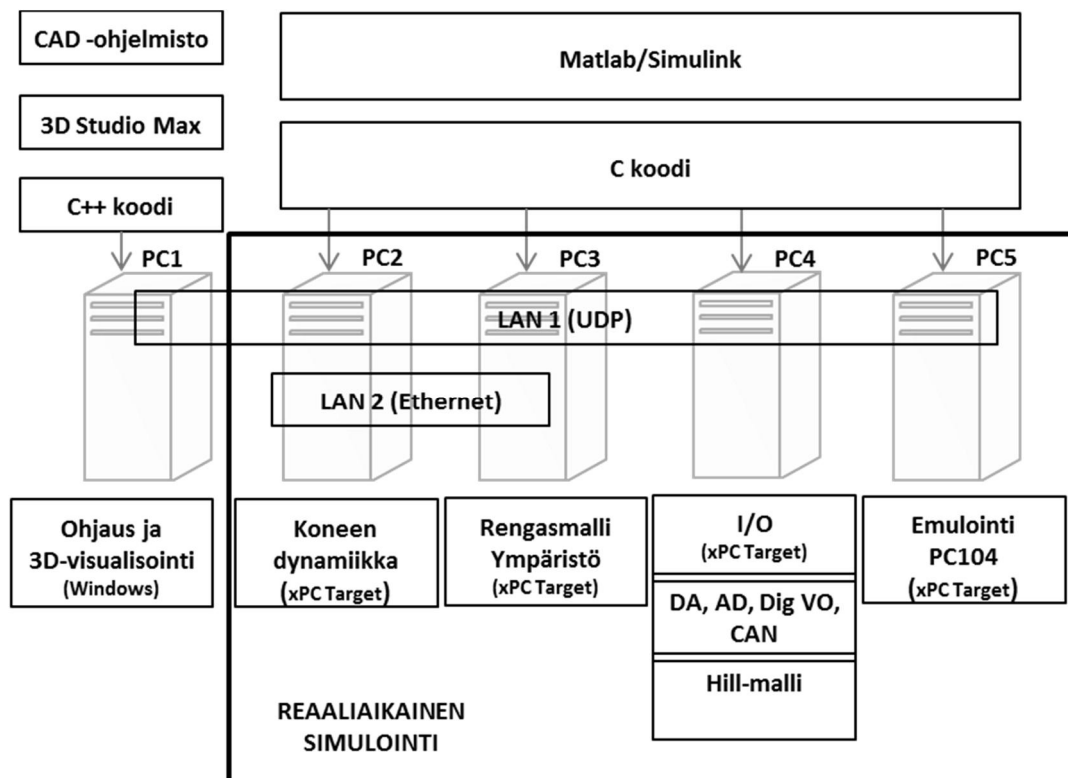 CAD -ohjelmisto
3D Studio Max
C++ koodi
Matlab/Simulink
C koodi
PC1
PC2
PC3
PC4
PC5
LAN 1 (UDP)
LAN 2 (Ethernet)
Ohjaus ja
3D-visualisointi
(Windows)
Koneen
dynamiikka
(xPC Target)
Rengasmalli
Ympäristö
(xPC Target)
I/O
(xPC Target)
DA, AD, Dig VO,
CAN
Hill-malli
Emulointi
PC104
(xPC Target)
REAALIAIKAINEN
SIMULOINTI